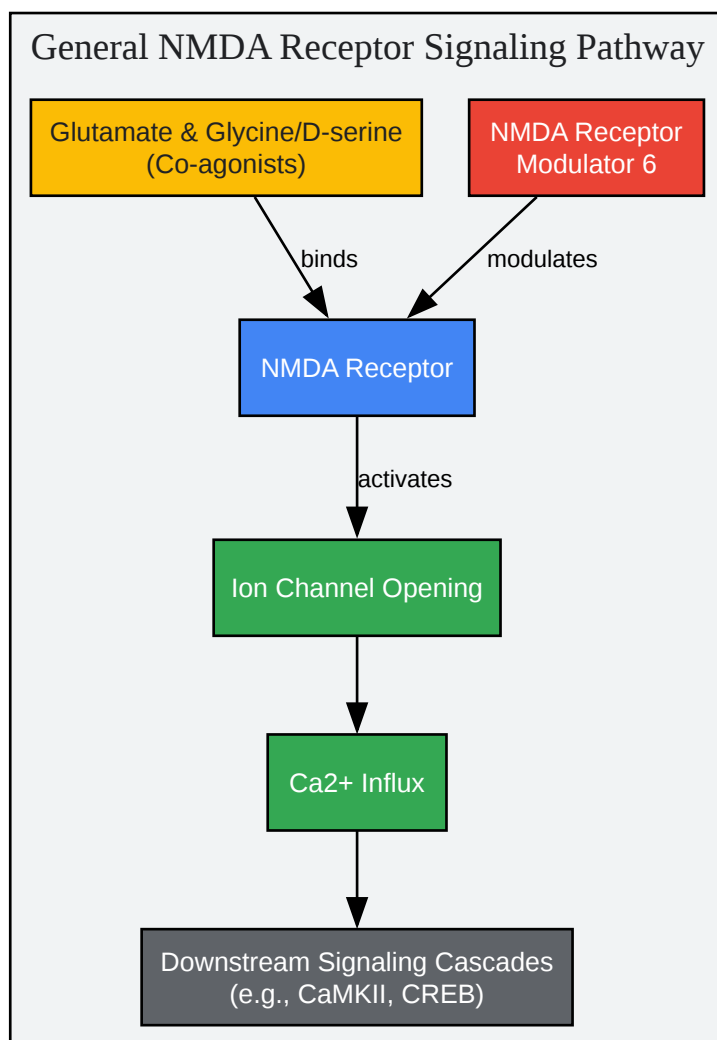 General NMDA Receptor Signaling Pathway
Glutamate & Glycine/D-serine
(Co-agonists)
NMDA Receptor
Modulator 6
binds
modulates
NMDA Receptor
activates
Ion Channel Opening
Ca2+ Influx
Downstream Signaling Cascades
(e.g., CaMKII, CREB)